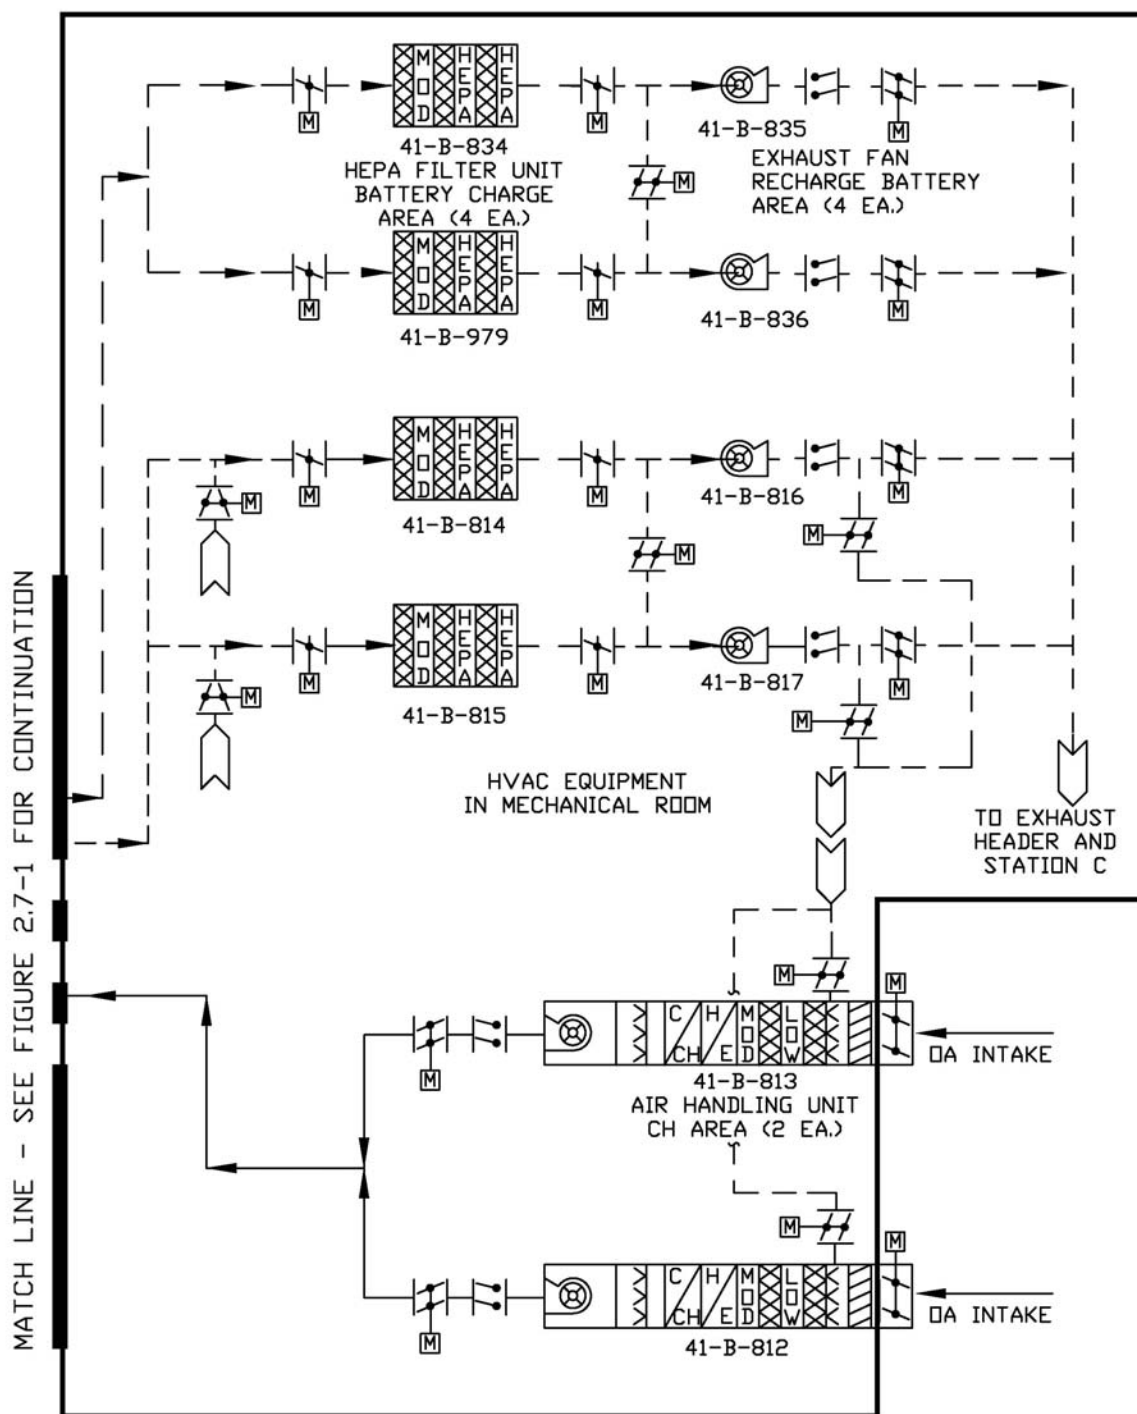 MOD
HEPA
HEPA
M
M
41-B-834
HEPA FILTER UNIT
BATTERY CHARGE
AREA (4 EA.)
41-B-835
M
EXHAUST FAN
RECHARGE BATTERY
AREA (4 EA.)
M
MOD
HEPA
HEPA
M
M
41-B-979
41-B-836
M
MOD
HEPA
HEPA
M
M
M
41-B-814
41-B-816
M
M
M
MOD
HEPA
HEPA
M
M
M
41-B-815
41-B-817
M
M
HVAC EQUIPMENT
IN MECHANICAL ROOM
TO EXHAUST
HEADER AND
STATION C
MATCH LINE - SEE FIGURE 2.7-1 FOR CONTINUATION
M
M
C
CH
H
E
MOD
LOW
OA INTAKE
M
41-B-813
AIR HANDLING UNIT
CH AREA (2 EA.)
M
M
C
CH
H
E
MOD
LOW
OA INTAKE
M
41-B-812